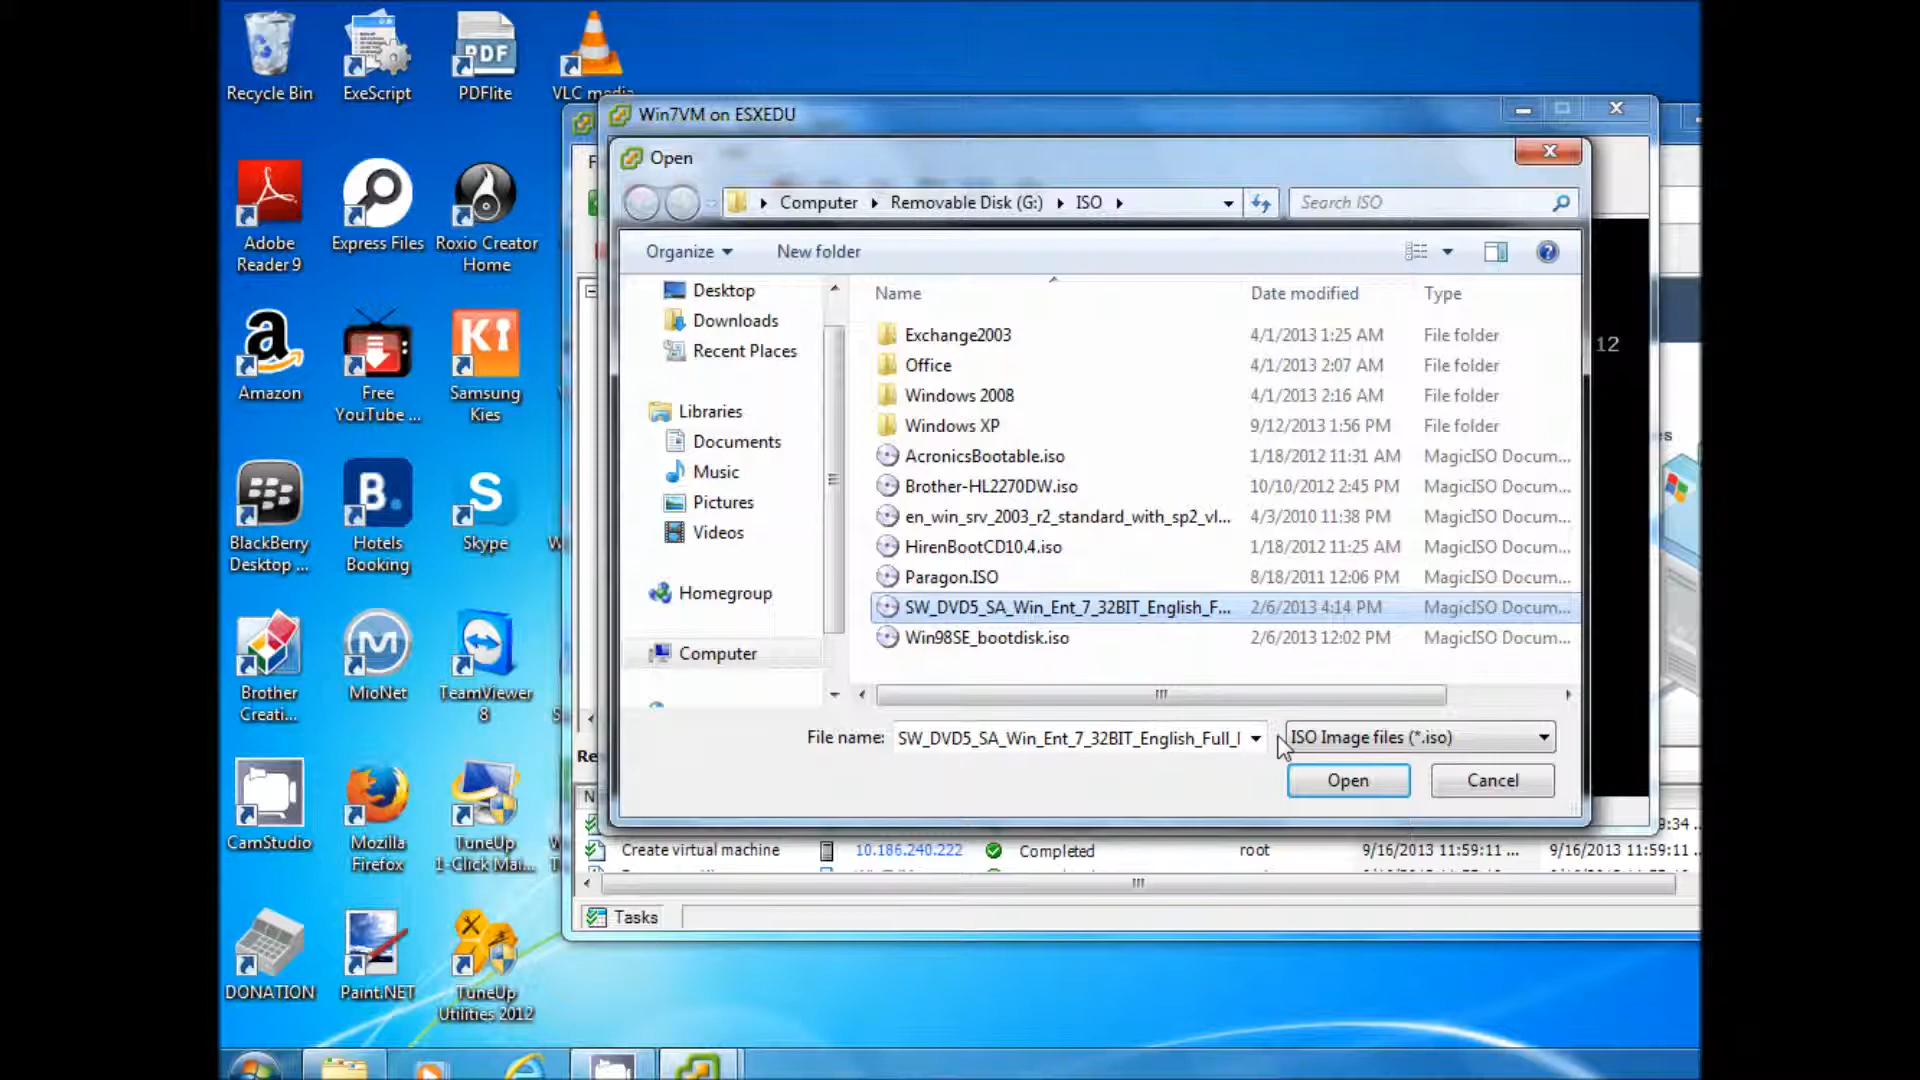 Recycle Bin
ExeScript
PDF
PDFlite
VLC media
Adobe
Reader 9
Express Files
Roxio Creator
Home
Amazon
Free
YouTube ...
Ki
Samsung
Kies
BlackBerry
Desktop ...
B.
Hotels
Booking
Skype
Brother
Creati...
MioNet
TeamViewer
8
CamStudio
Mozilla
Firefox
TuneUp
1-Click Mai...
DONATION
Paint.NET
TuneUp
Utilities 2012
Win7VM on ESXEDU
Open
Computer
Removable Disk (G:)
ISO
Search ISO
Organize
New folder
Desktop
Downloads
Recent Places
Libraries
Documents
Music
Pictures
Videos
Homegroup
Computer
Name Date modified Type
Exchange2003 4/1/2013 1:25 AM File folder
Office 4/1/2013 2:07 AM File folder
Windows 2008 4/1/2013 2:16 AM File folder
Windows XP 9/12/2013 1:56 PM File folder
AcronicsBootable.iso 1/18/2012 11:31 AM MagicISO Docum...
Brother-HL2270DW.iso 10/10/2012 2:45 PM MagicISO Docum...
en_win_srv_2003_r2_standard_with_sp2_vl... 4/3/2010 11:38 PM MagicISO Docum...
HirenBootCD10.4.iso 1/18/2012 11:25 AM MagicISO Docum...
Paragon.ISO 8/18/2011 12:06 PM MagicISO Docum...
SW_DVD5_SA_Win_Ent_7_32BIT_English_F... 2/6/2013 4:14 PM MagicISO Docum...
Win98SE_bootdisk.iso 2/6/2013 12:02 PM MagicISO Docum...
File name: SW_DVD5_SA_Win_Ent_7_32BIT_English_Full_ ISO Image files (*.iso)
Open Cancel
12
Re
N
9:34 ...
Create virtual machine 10.186.240.222 Completed root 9/16/2013 11:59:11 ... 9/16/2013 11:59:11 ...
Tasks